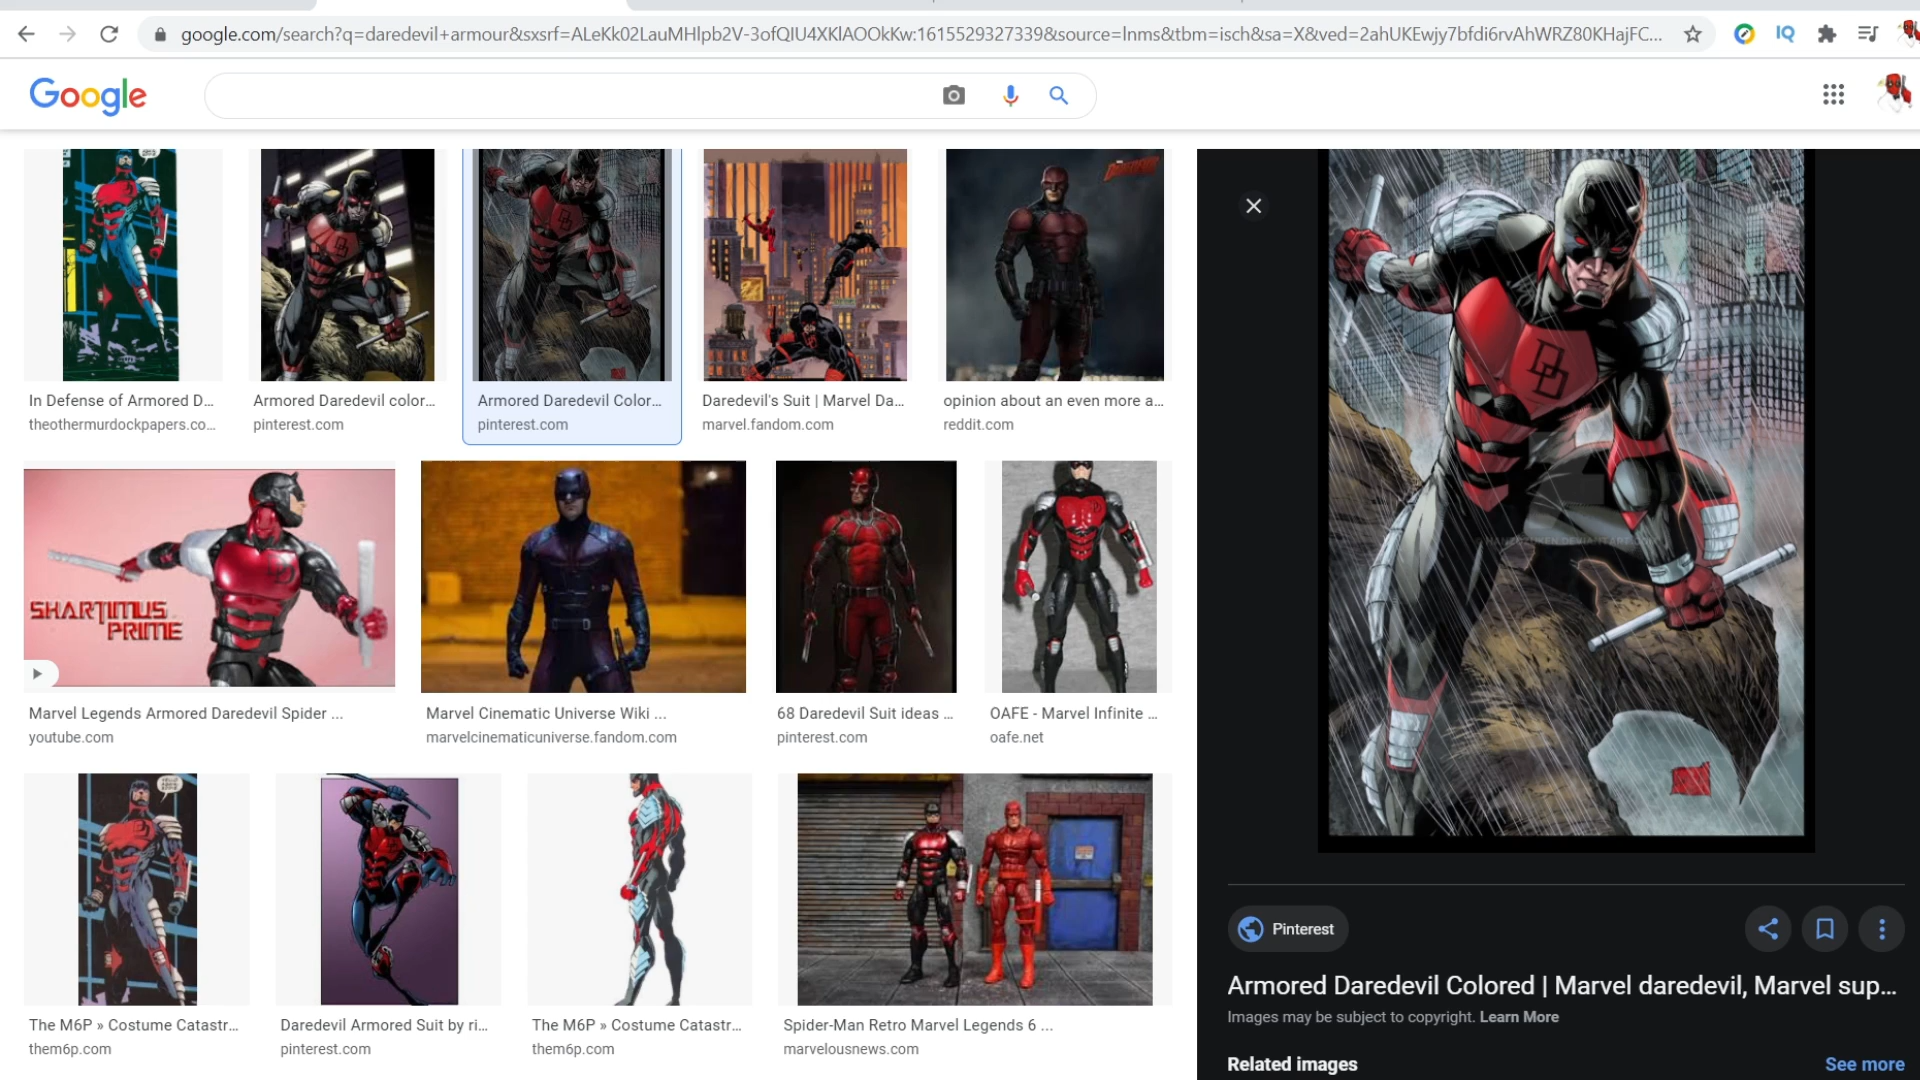 google.com/search?q=daredevil+armour&sxsrf=ALeKk02LauMHlpb2V-3ofQIU4XKlAOOkKw:1615529327339&source=lnms&tbm=isch&sa=X&ved=2ahUKEwjy7bfdi6rvAhWRZ80KHajFC...
IQ
Google
In Defense of Armored D...
theothermurdockpapers.co...
Armored Daredevil color...
pinterest.com
Armored Daredevil Color...
pinterest.com
Daredevil's Suit | Marvel Da...
marvel.fandom.com
opinion about an even more a...
reddit.com
DD
SHARTIMUS
PRIME
Marvel Legends Armored Daredevil Spider ...
youtube.com
Marvel Cinematic Universe Wiki ...
marvelcinematicuniverse.fandom.com
68 Daredevil Suit ideas ...
pinterest.com
OAFE - Marvel Infinite ...
oafe.net
The M6P » Costume Catastr...
them6p.com
Daredevil Armored Suit by ri...
pinterest.com
The M6P » Costume Catastr...
them6p.com
Spider-Man Retro Marvel Legends 6 ...
marvelousnews.com
Pinterest
Armored Daredevil Colored | Marvel daredevil, Marvel sup...
Images may be subject to copyright. Learn More
Related images
See more